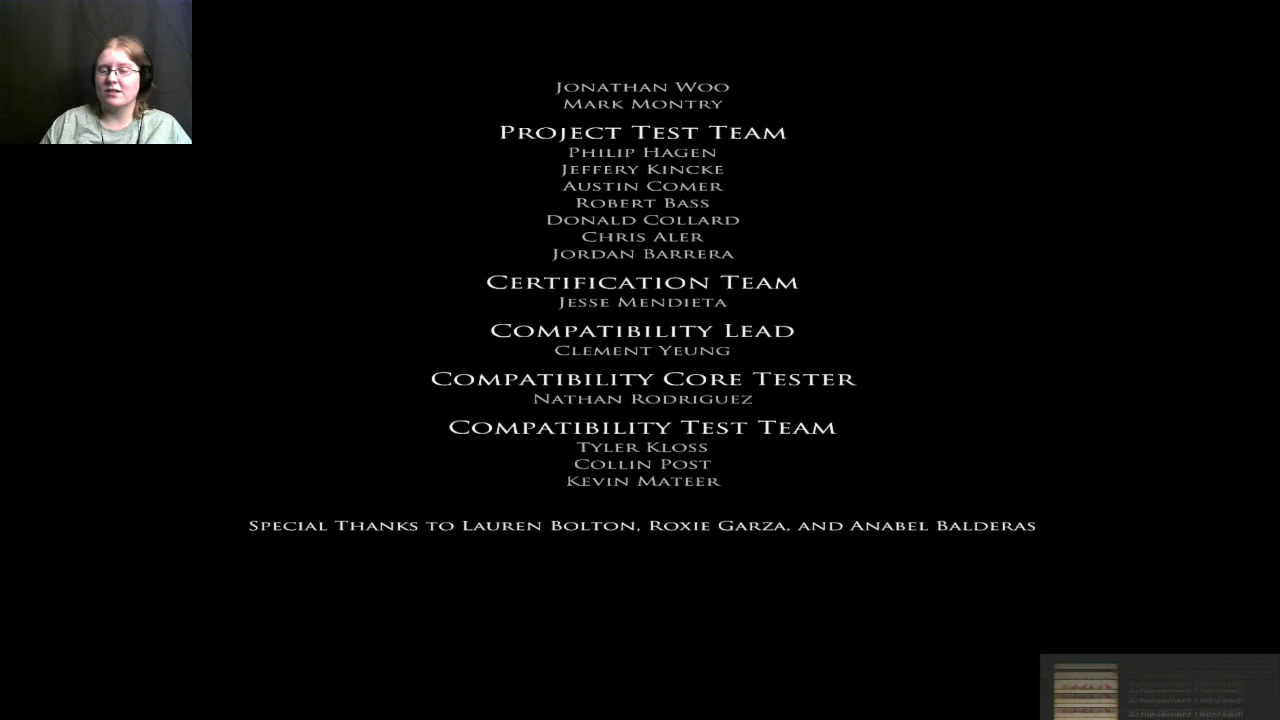 Jonathan Woo
Mark Montry
Project Test Team
Philip Hagen
Jeffery Kincke
Austin Comer
Robert Bass
Donald Collard
Chris Aler
Jordan Barrera
Certification Team
Jesse Mendieta
Compatibility Lead
Clement Yeung
Compatibility Core Tester
Nathan Rodriguez
Compatibility Test Team
Tyler Kloss
Collin Post
Kevin Mateer
Special Thanks to Lauren Bolton, Roxie Garza, and Anabel Balderas